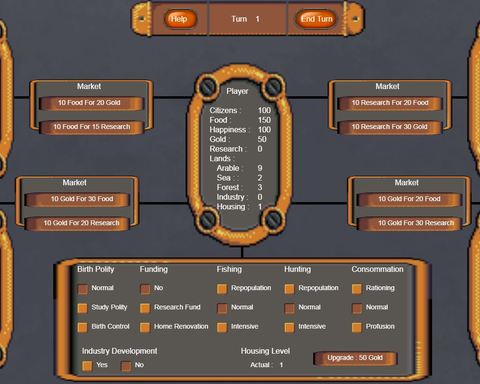 Help
Turn 1
End Turn
Market
10 Food For 20 Gold
10 Food For 15 Research
Market
10 Research For 20 Food
10 Research For 30 Gold
Player
Citizens : 100
Food : 150
Happiness : 100
Gold : 50
Research : 0
Lands :
Arable : 9
Sea : : 2
Forest : 3
Industry : 0
Housing : 1
Market
10 Gold For 30 Food
10 Gold For 20 Research
Market
10 Gold For 20 Food
10 Gold For 30 Research
Birth Polity Funding Fishing Hunting Consommation
Normal No Repopulation Repopulation Rationing
Study Polity Research Fund Normal Normal Normal
Birth Control Home Renovation Intensive Intensive Profusion
Industry Development Housing Level
Yes No Actual : 1 Upgrade : 50 Gold